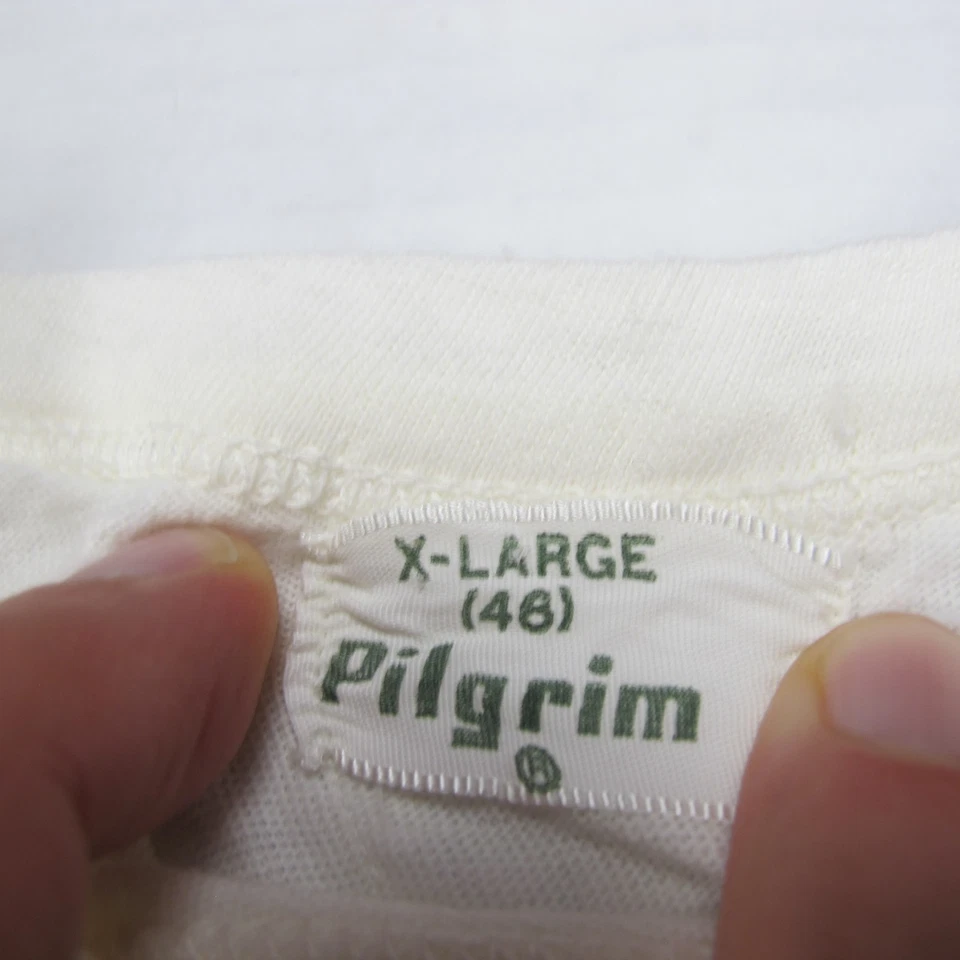 X-LARGE
(46)
Pilgrim
®